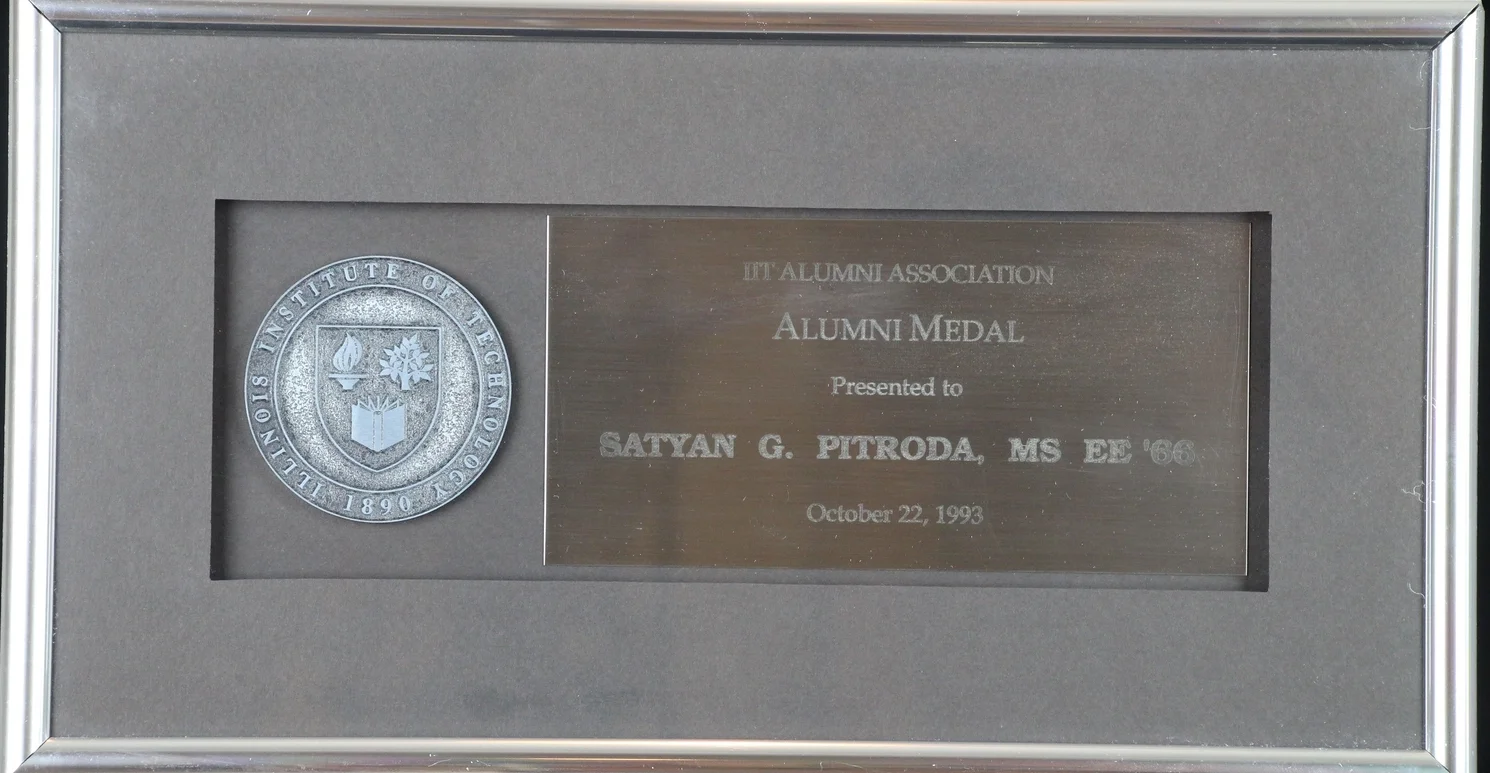 ILLINOIS INSTITUTE OF TECHNOLOGY
1890
IIT ALUMNI ASSOCIATION
ALUMNI MEDAL
Presented to
SATYAN G. PITRODA, MS EE '66
October 22, 1993